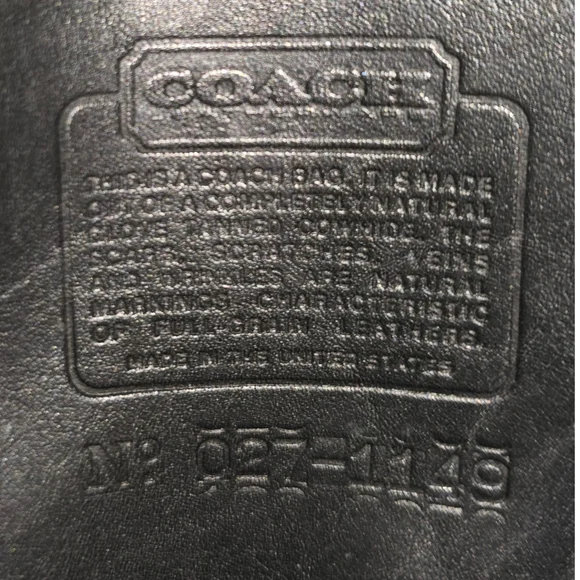 COACH
THIS IS A COACH BAG. IT IS MADE
OUT OF A COMPLETELY NATURAL
GLOVE TANNED COWHIDE. THE
SCARS, SCRATCHES, VEINS
AND WRINKLES ARE NATURAL
MARKINGS CHARACTERISTIC
OF FULL-GRAIN LEATHERS.
MADE IN THE UNITED STATES
Nº 027-1149